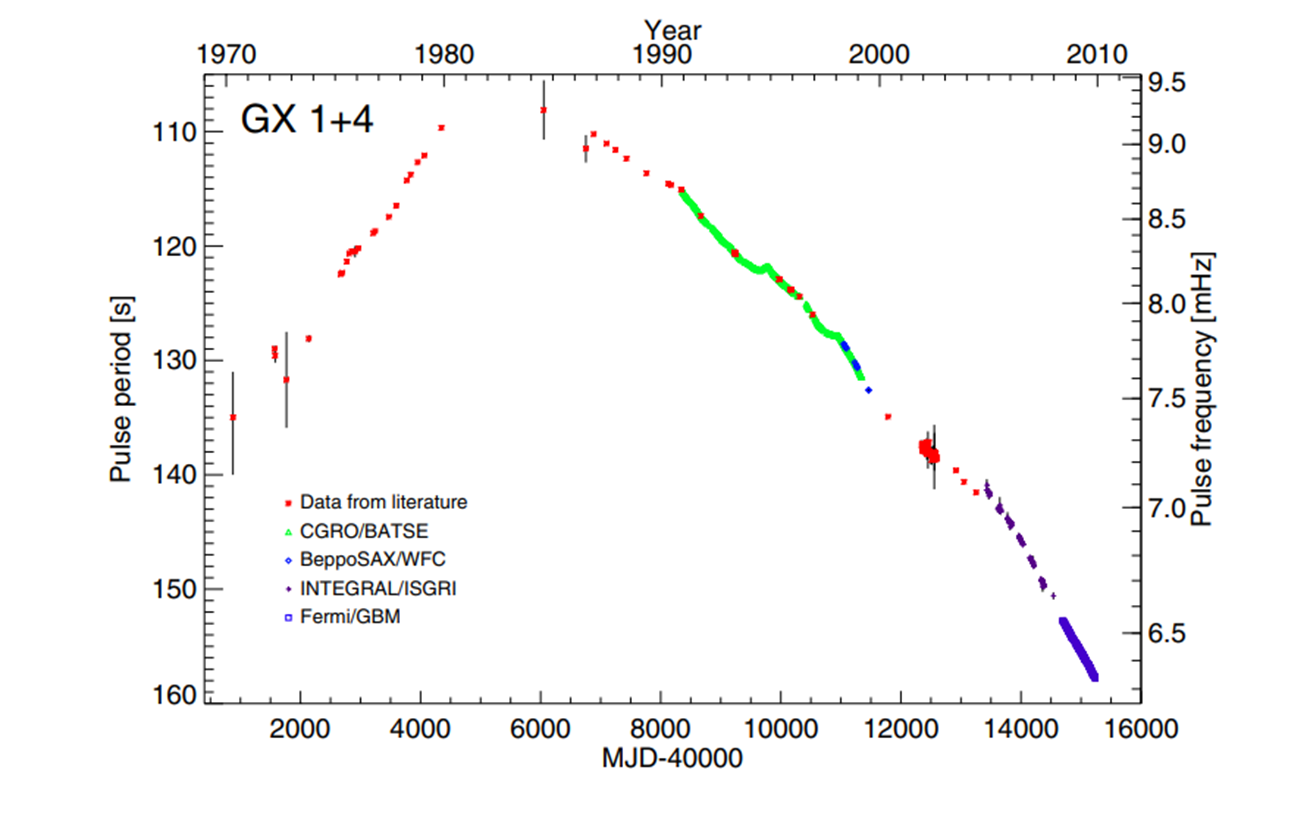 Year
1970 1980 1990 2000 2010
GX 1+4
110
120
130
140
150
160
Pulse period [s]
9.5
9.0
8.5
8.0
7.5
7.0
6.5
Pulse frequency [mHz]
Data from literature
CGRO/BATSE
BeppoSAX/WFC
INTEGRAL/ISGRI
Fermi/GBM
2000 4000 6000 8000 10000 12000 14000 16000
MJD-40000